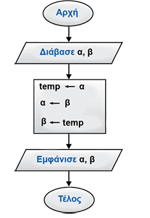 Αρχή
Διάβασε α, β
temp ← α
α ← β
β ← temp
Εμφάνισε α, β
Τέλος